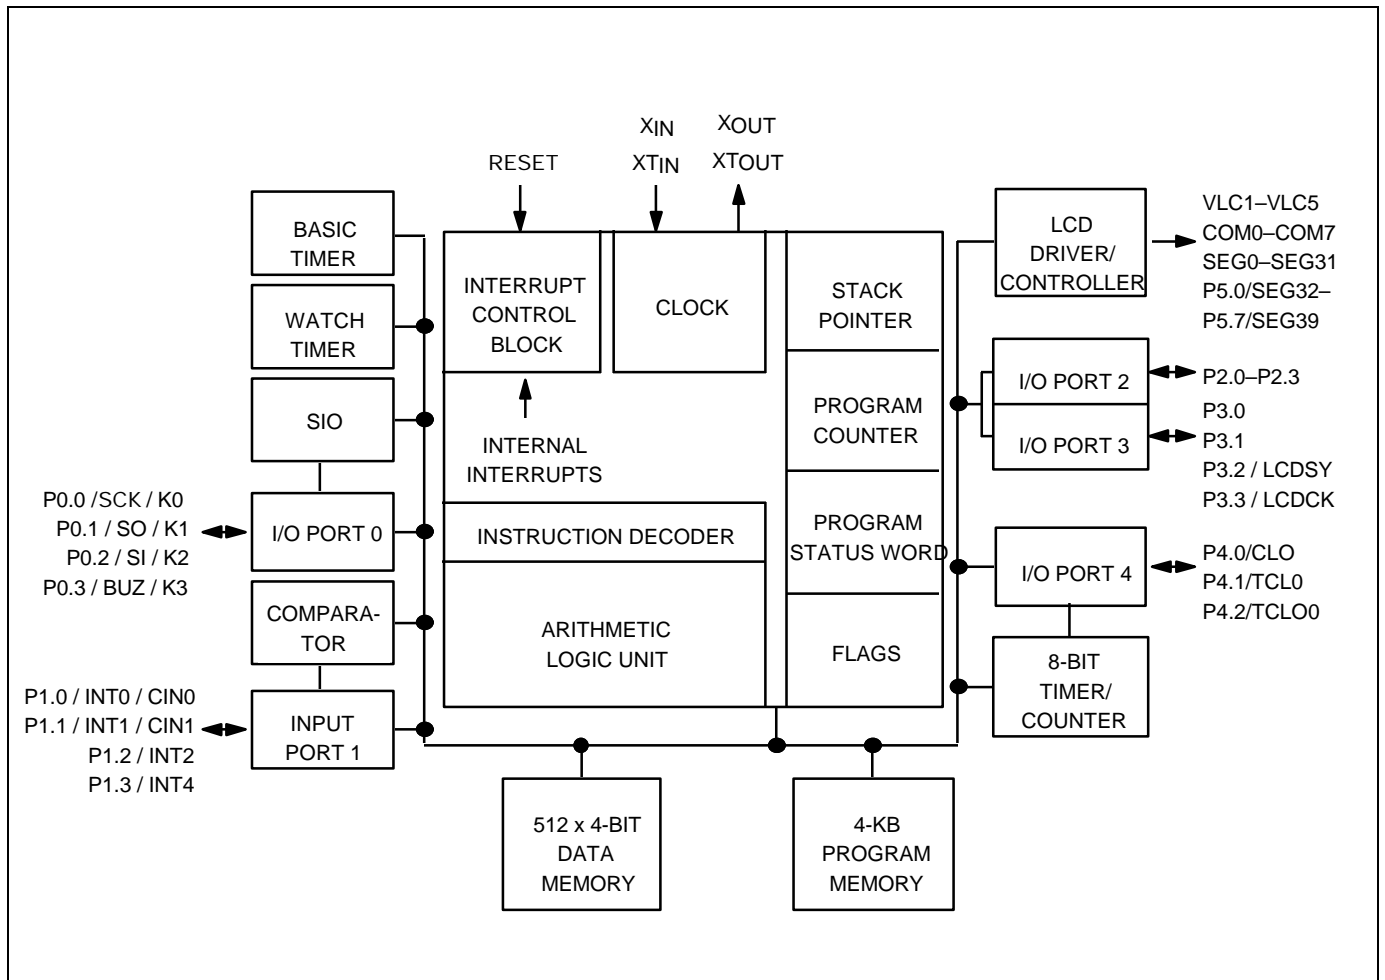 XIN XOUT
RESET XTIN XTOUT
BASIC
TIMER
WATCH
TIMER
SIO
P0.0 /SCK / K0
P0.1 / SO / K1
P0.2 / SI / K2
P0.3 / BUZ / K3
I/O PORT 0
COMPARA-
TOR
P1.0 / INT0 / CIN0
P1.1 / INT1 / CIN1
P1.2 / INT2
P1.3 / INT4
INPUT
PORT 1
INTERRUPT
CONTROL
BLOCK
CLOCK
INTERNAL
INTERRUPTS
INSTRUCTION DECODER
ARITHMETIC
LOGIC UNIT
STACK
POINTER
PROGRAM
COUNTER
PROGRAM
STATUS WORD
FLAGS
512 x 4-BIT
DATA
MEMORY
4-KB
PROGRAM
MEMORY
LCD
DRIVER/
CONTROLLER
VLC1–VLC5
COM0–COM7
SEG0–SEG31
P5.0/SEG32–
P5.7/SEG39
I/O PORT 2
P2.0–P2.3
I/O PORT 3
P3.0
P3.1
P3.2 / LCDSY
P3.3 / LCDCK
I/O PORT 4
P4.0/CLO
P4.1/TCL0
P4.2/TCLO0
8-BIT
TIMER/
COUNTER